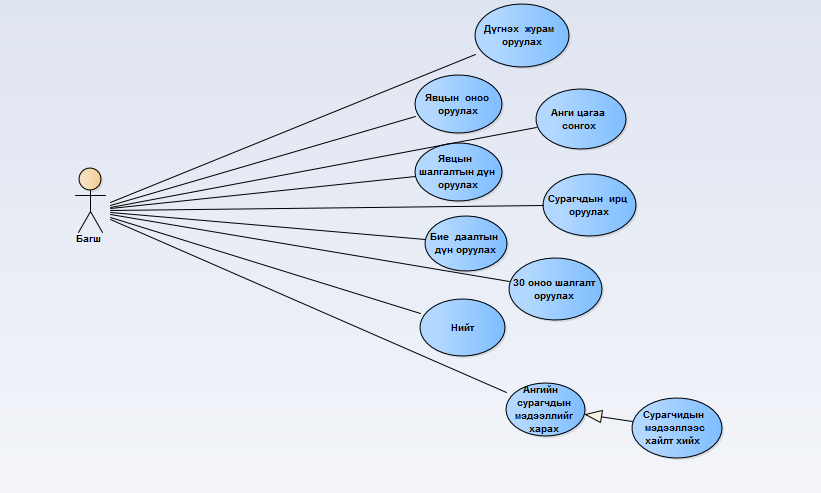 Дүгнэх журам
оруулах
Явцын оноо
оруулах
Анги цагаа
сонгох
Явцын
шалгалтын дүн
оруулах
Сурагчдын ирц
оруулах
Багш
Бие даалтын
дүн оруулах
30 оноо шалгалт
оруулах
Нийт
Ангийн
сурагчдын
мэдээллийг
харах
Сурагчидын
мэдээллээс
хайлт хийх